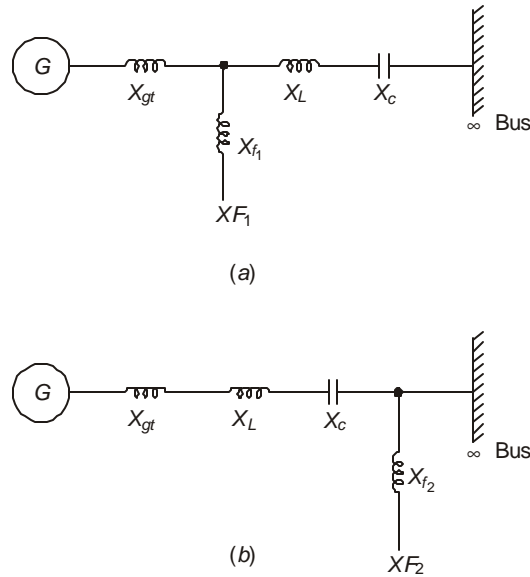 G
X_gt
X_L
X_c
∞ Bus
X_f1
XF_1
(a)
G
X_gt
X_L
X_c
∞ Bus
X_f2
XF_2
(b)